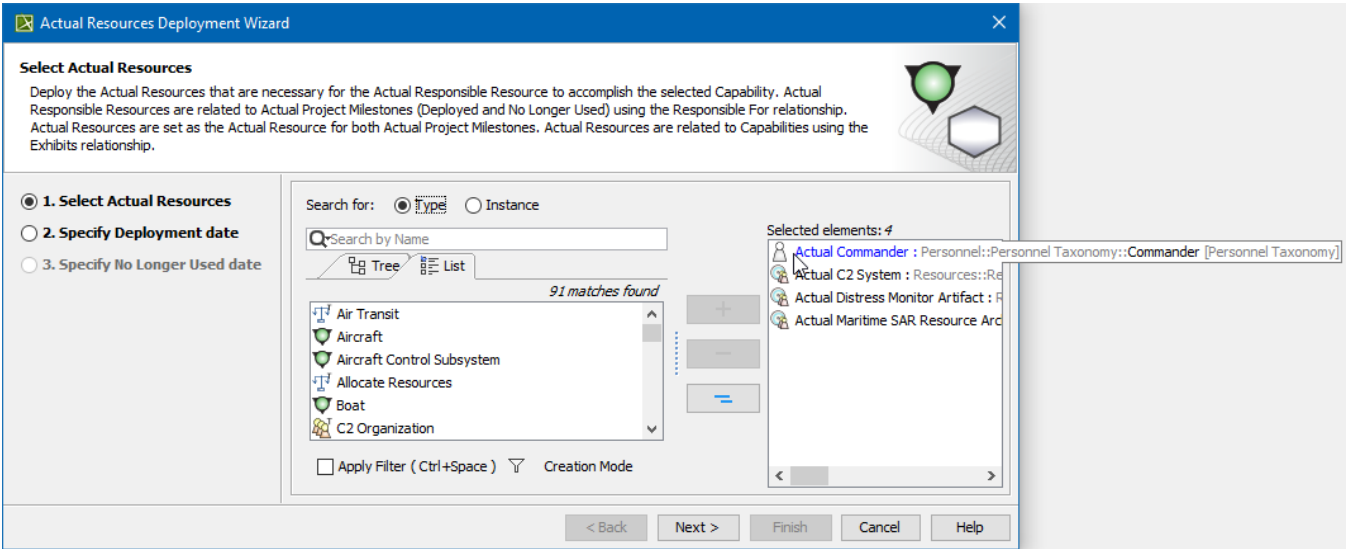 Actual Resources Deployment Wizard
Select Actual Resources
Deploy the Actual Resources that are necessary for the Actual Responsible Resource to accomplish the selected Capability. Actual
Responsible Resources are related to Actual Project Milestones (Deployed and No Longer Used) using the Responsible For relationship.
Actual Resources are set as the Actual Resource for both Actual Project Milestones. Actual Resources are related to Capabilities using the
Exhibits relationship.
1. Select Actual Resources
2. Specify Deployment date
3. Specify No Longer Used date
Search for: Type Instance
Search by Name
Tree List
91 matches found
Air Transit
Aircraft
Aircraft Control Subsystem
Allocate Resources
Boat
C2 Organization
Apply Filter ( Ctrl+Space ) Creation Mode
Selected elements: 4
Actual Commander : Personnel::Personnel Taxonomy::Commander [Personnel Taxonomy]
Actual C2 System : Resources::Re
Actual Distress Monitor Artifact : R
Actual Maritime SAR Resource Arc
< Back Next > Finish Cancel Help